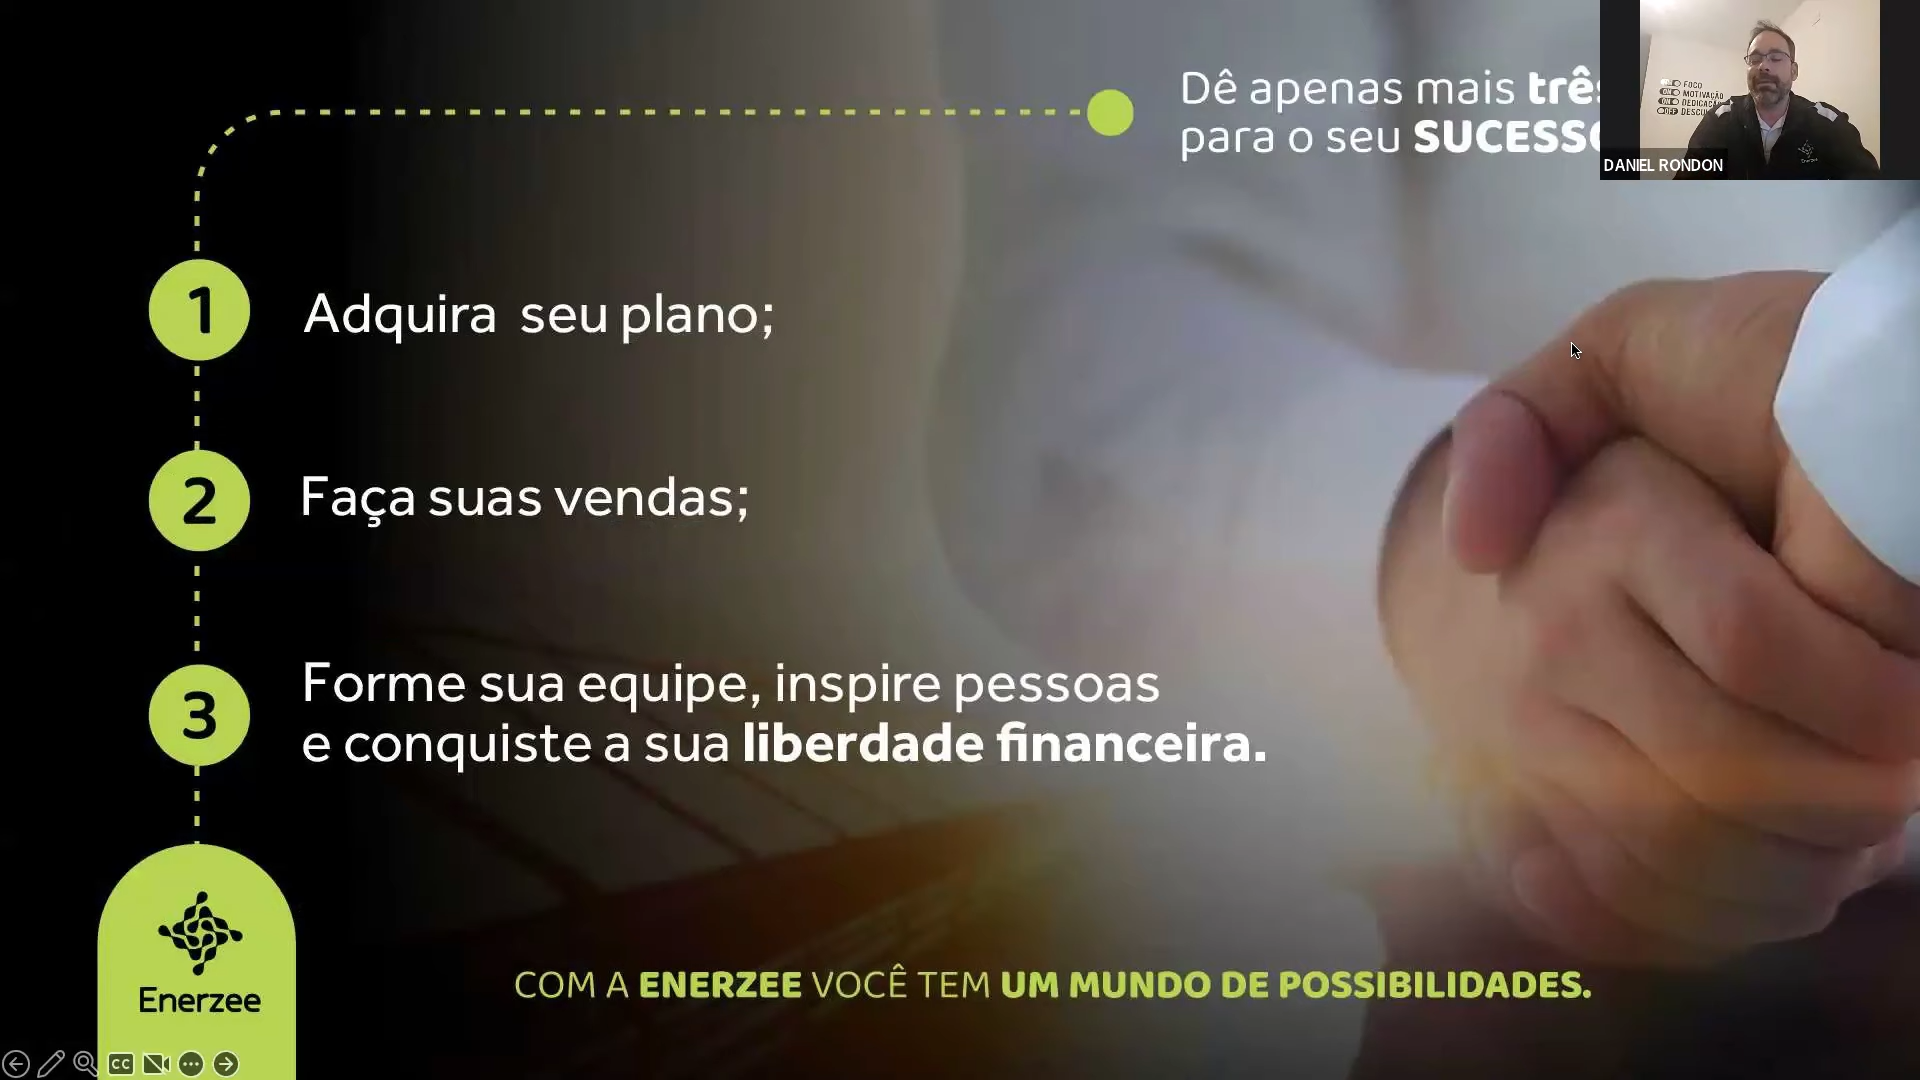 Dê apenas mais três
para o seu SUCESSO
FOCO
MOTIVAÇÃO
DEDICAÇÃO
DANIEL RONDON
1
Adquira seu plano;
2
Faça suas vendas;
3
Forme sua equipe, inspire pessoas
e conquiste a sua liberdade financeira.
Enerzee
COM A ENERZEE VOCÊ TEM UM MUNDO DE POSSIBILIDADES.
CC